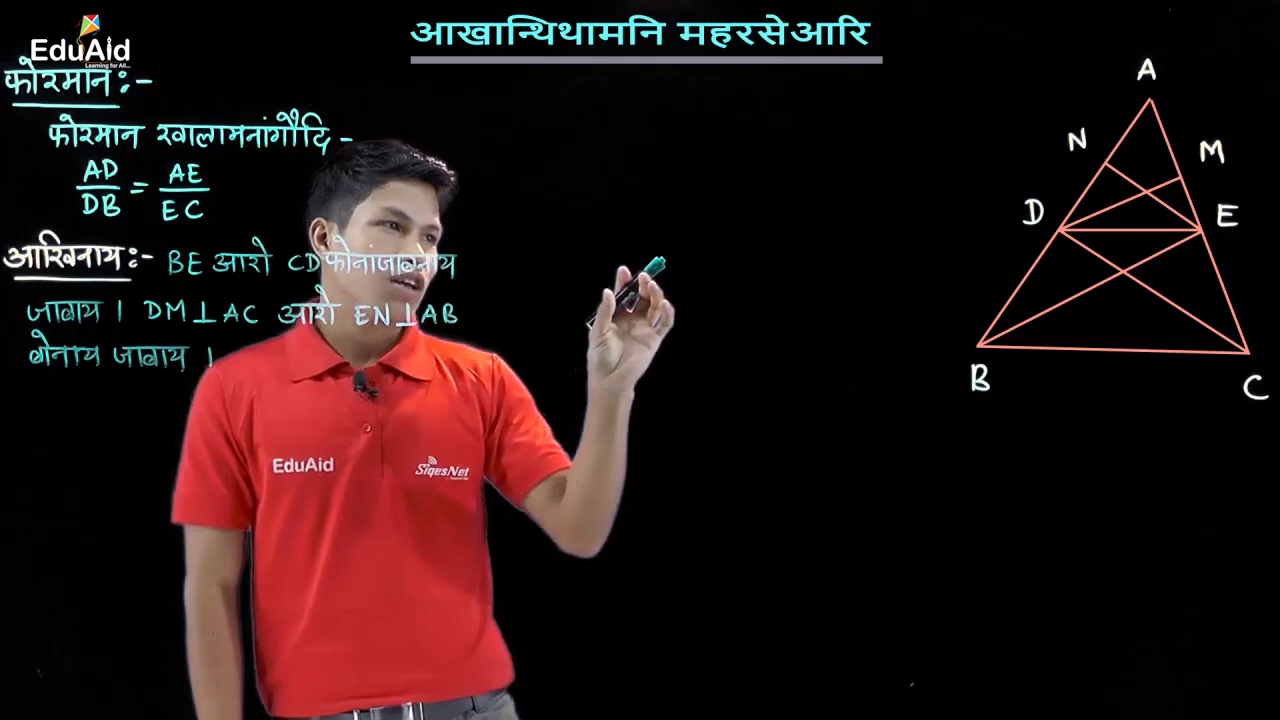 आखान्थिथामनि महरसेआरि
EduAid
Learning for All...
फोरमान :-
फोरमान खालामनांगौदि -
AD/DB = AE/EC
आखिनाय :- BE आरो CD फोनांजाबनाय
जाबाय । DM ⊥ AC आरो EN ⊥ AB
बोनाय जाबाय ।
A
N
M
D
E
B
C
EduAid
SiqesNet